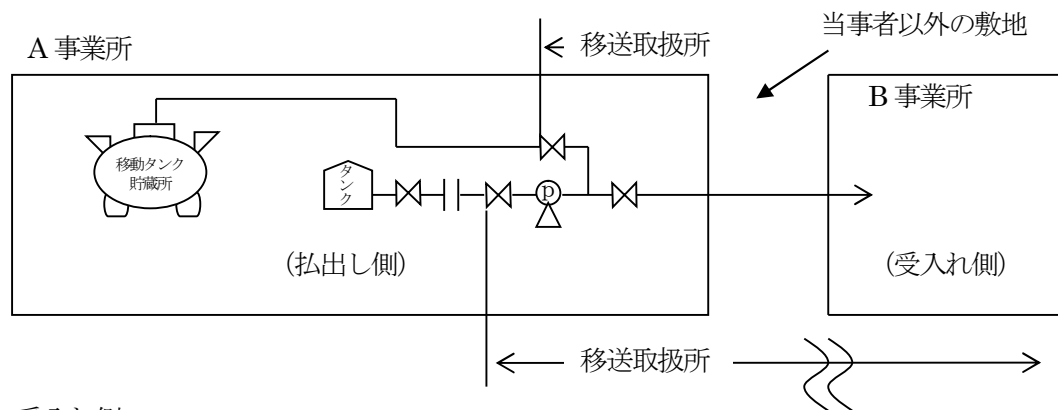 当事者以外の敷地
移送取扱所
A 事業所
B 事業所
移動タンク
貯蔵所
タンク
p
(払出し側)
(受入れ側)
移送取扱所